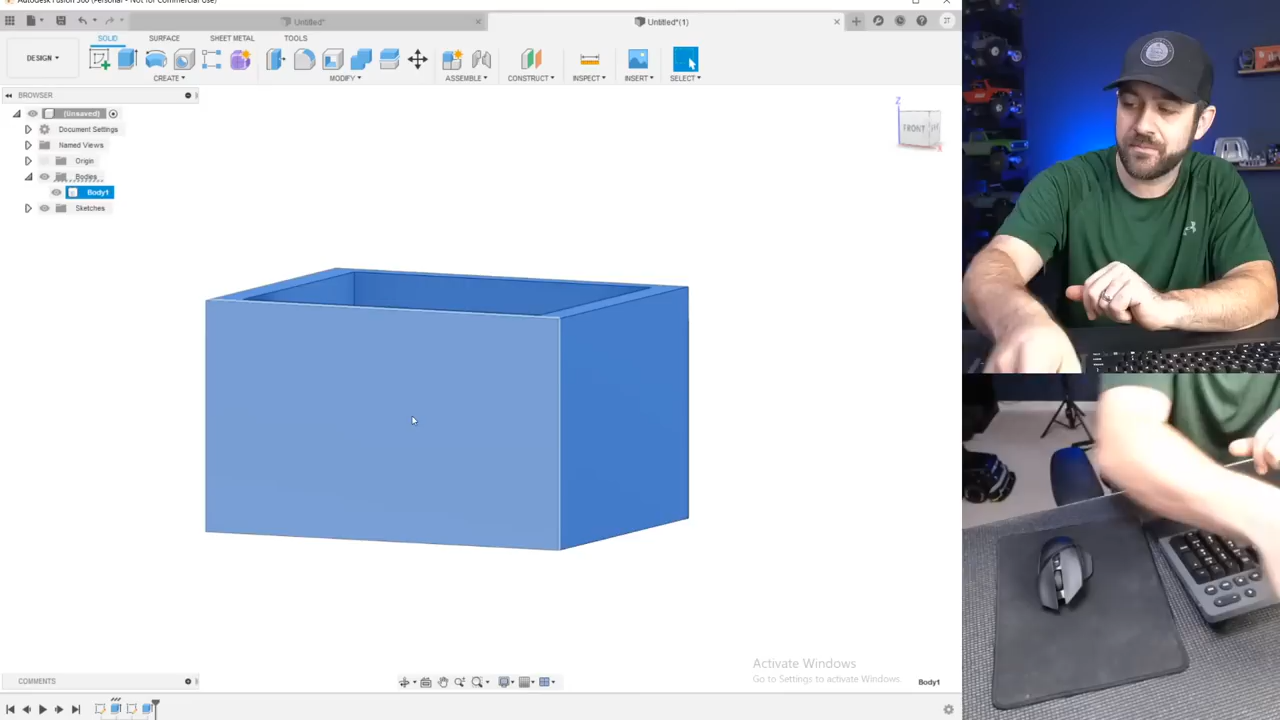 Autodesk Fusion 360 (Personal - Not for Commercial Use)
Untitled*
Untitled*(1)
JT
DESIGN
SOLID
SURFACE
SHEET METAL
TOOLS
CREATE
MODIFY
ASSEMBLE
CONSTRUCT
INSPECT
INSERT
SELECT
BROWSER
(Unsaved)
Document Settings
Named Views
Origin
Bodies
Body1
Sketches
Z
FRONT
X
Activate Windows
Go to Settings to activate Windows
Body1
COMMENTS